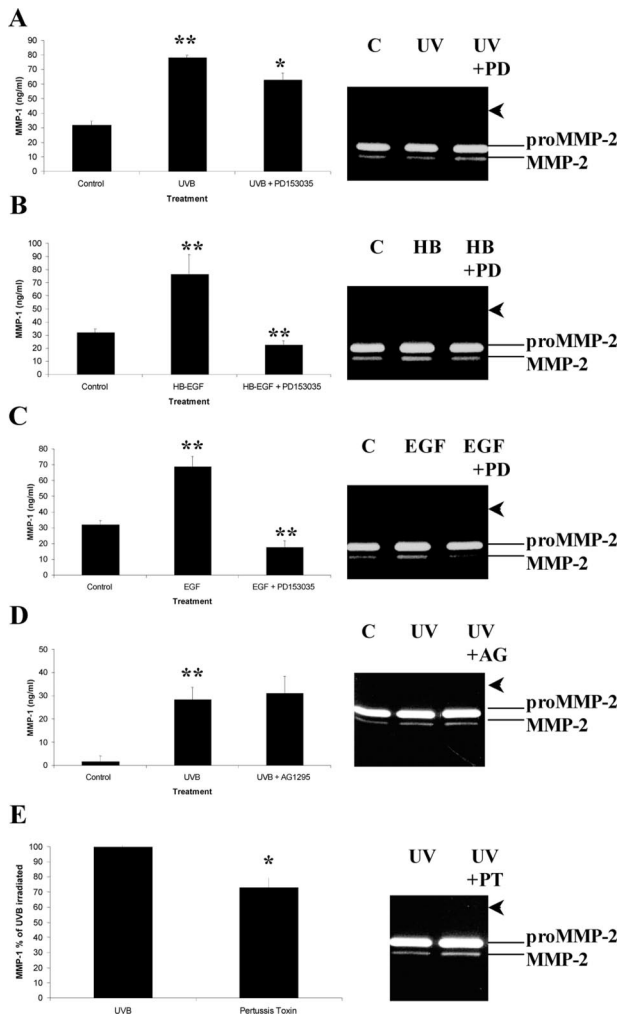 A
MMP-1 (ng/ml)
90
80
70
60
50
40
30
20
10
0
**
*
Control
UVB
UVB + PD153035
Treatment
C UV UV
+PD
proMMP-2
MMP-2
B
MMP-1 (ng/ml)
100
90
80
70
60
50
40
30
20
10
0
**
**
Control
HB-EGF
HB-EGF + PD153035
Treatment
C HB HB
+PD
proMMP-2
MMP-2
C
MMP-1 (ng/ml)
80
70
60
50
40
30
20
10
0
**
**
Control
EGF
EGF + PD153035
Treatment
C EGF EGF
+PD
proMMP-2
MMP-2
D
MMP-1 (ng/ml)
40
30
20
10
0
**
Control
UVB
UVB + AG1295
Treatment
C UV UV
+AG
proMMP-2
MMP-2
E
MMP-1 % of UVB irradiated
100
90
80
70
60
50
40
30
20
10
0
*
UVB
Pertussis Toxin
UV UV
+PT
proMMP-2
MMP-2